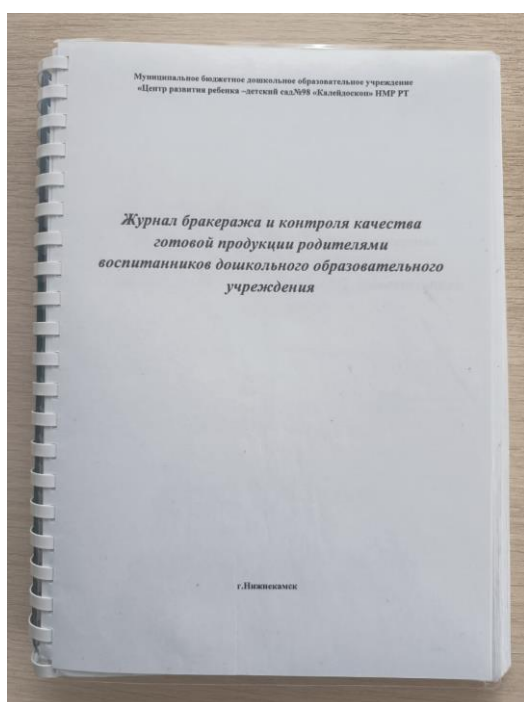 Муниципальное бюджетное дошкольное образовательное учреждение
«Центр развития ребенка –детский сад№98 «Калейдоскоп» НМР РТ
Журнал бракеража и контроля качества
готовой продукции родителями
воспитанников дошкольного образовательного
учреждения
г.Нижнекамск